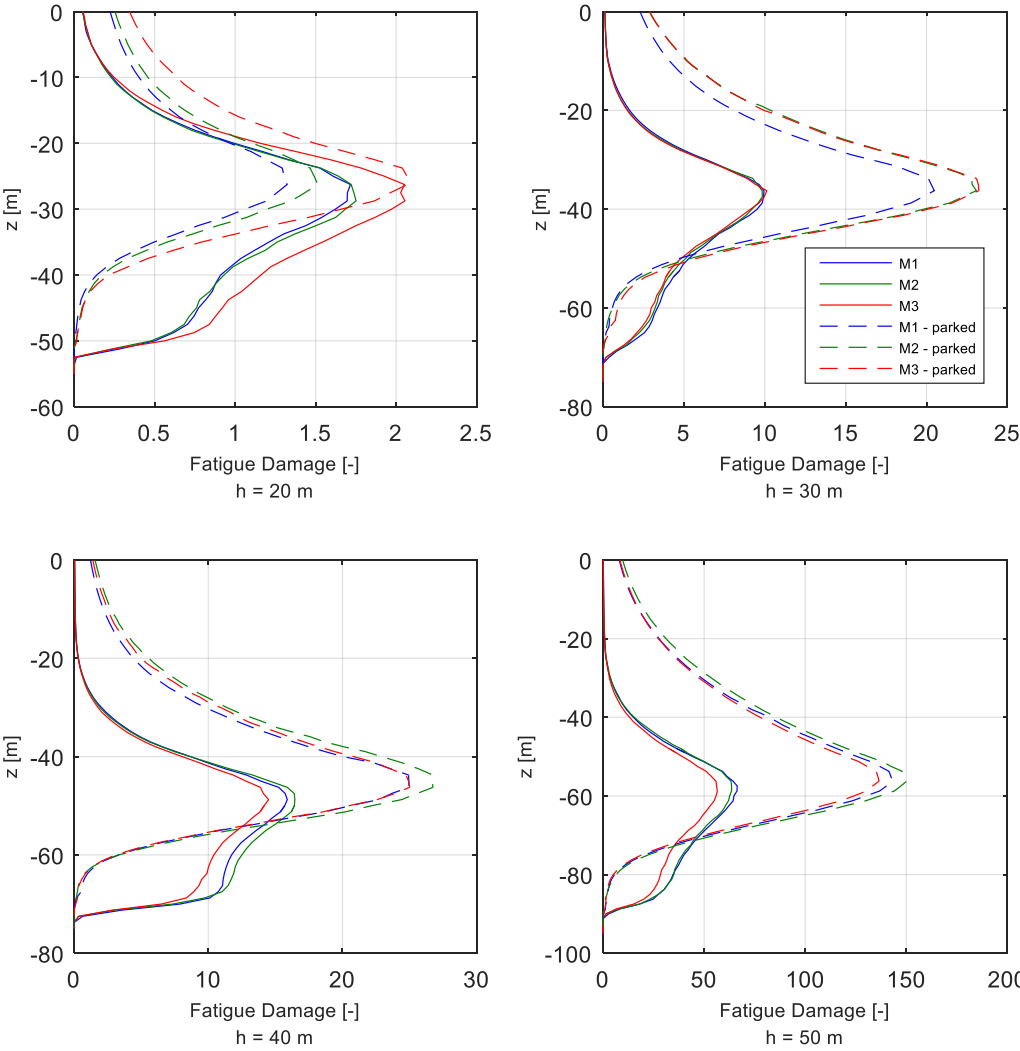 0
-10
-20
-30
-40
-50
-60
z [m]
0 0.5 1 1.5 2 2.5
Fatigue Damage [-]
h = 20 m
0
-20
-40
-60
-80
z [m]
M1
M2
M3
M1 - parked
M2 - parked
M3 - parked
0 5 10 15 20 25
Fatigue Damage [-]
h = 30 m
0
-20
-40
-60
-80
z [m]
0 10 20 30
Fatigue Damage [-]
h = 40 m
0
-20
-40
-60
-80
-100
z [m]
0 50 100 150 200
Fatigue Damage [-]
h = 50 m